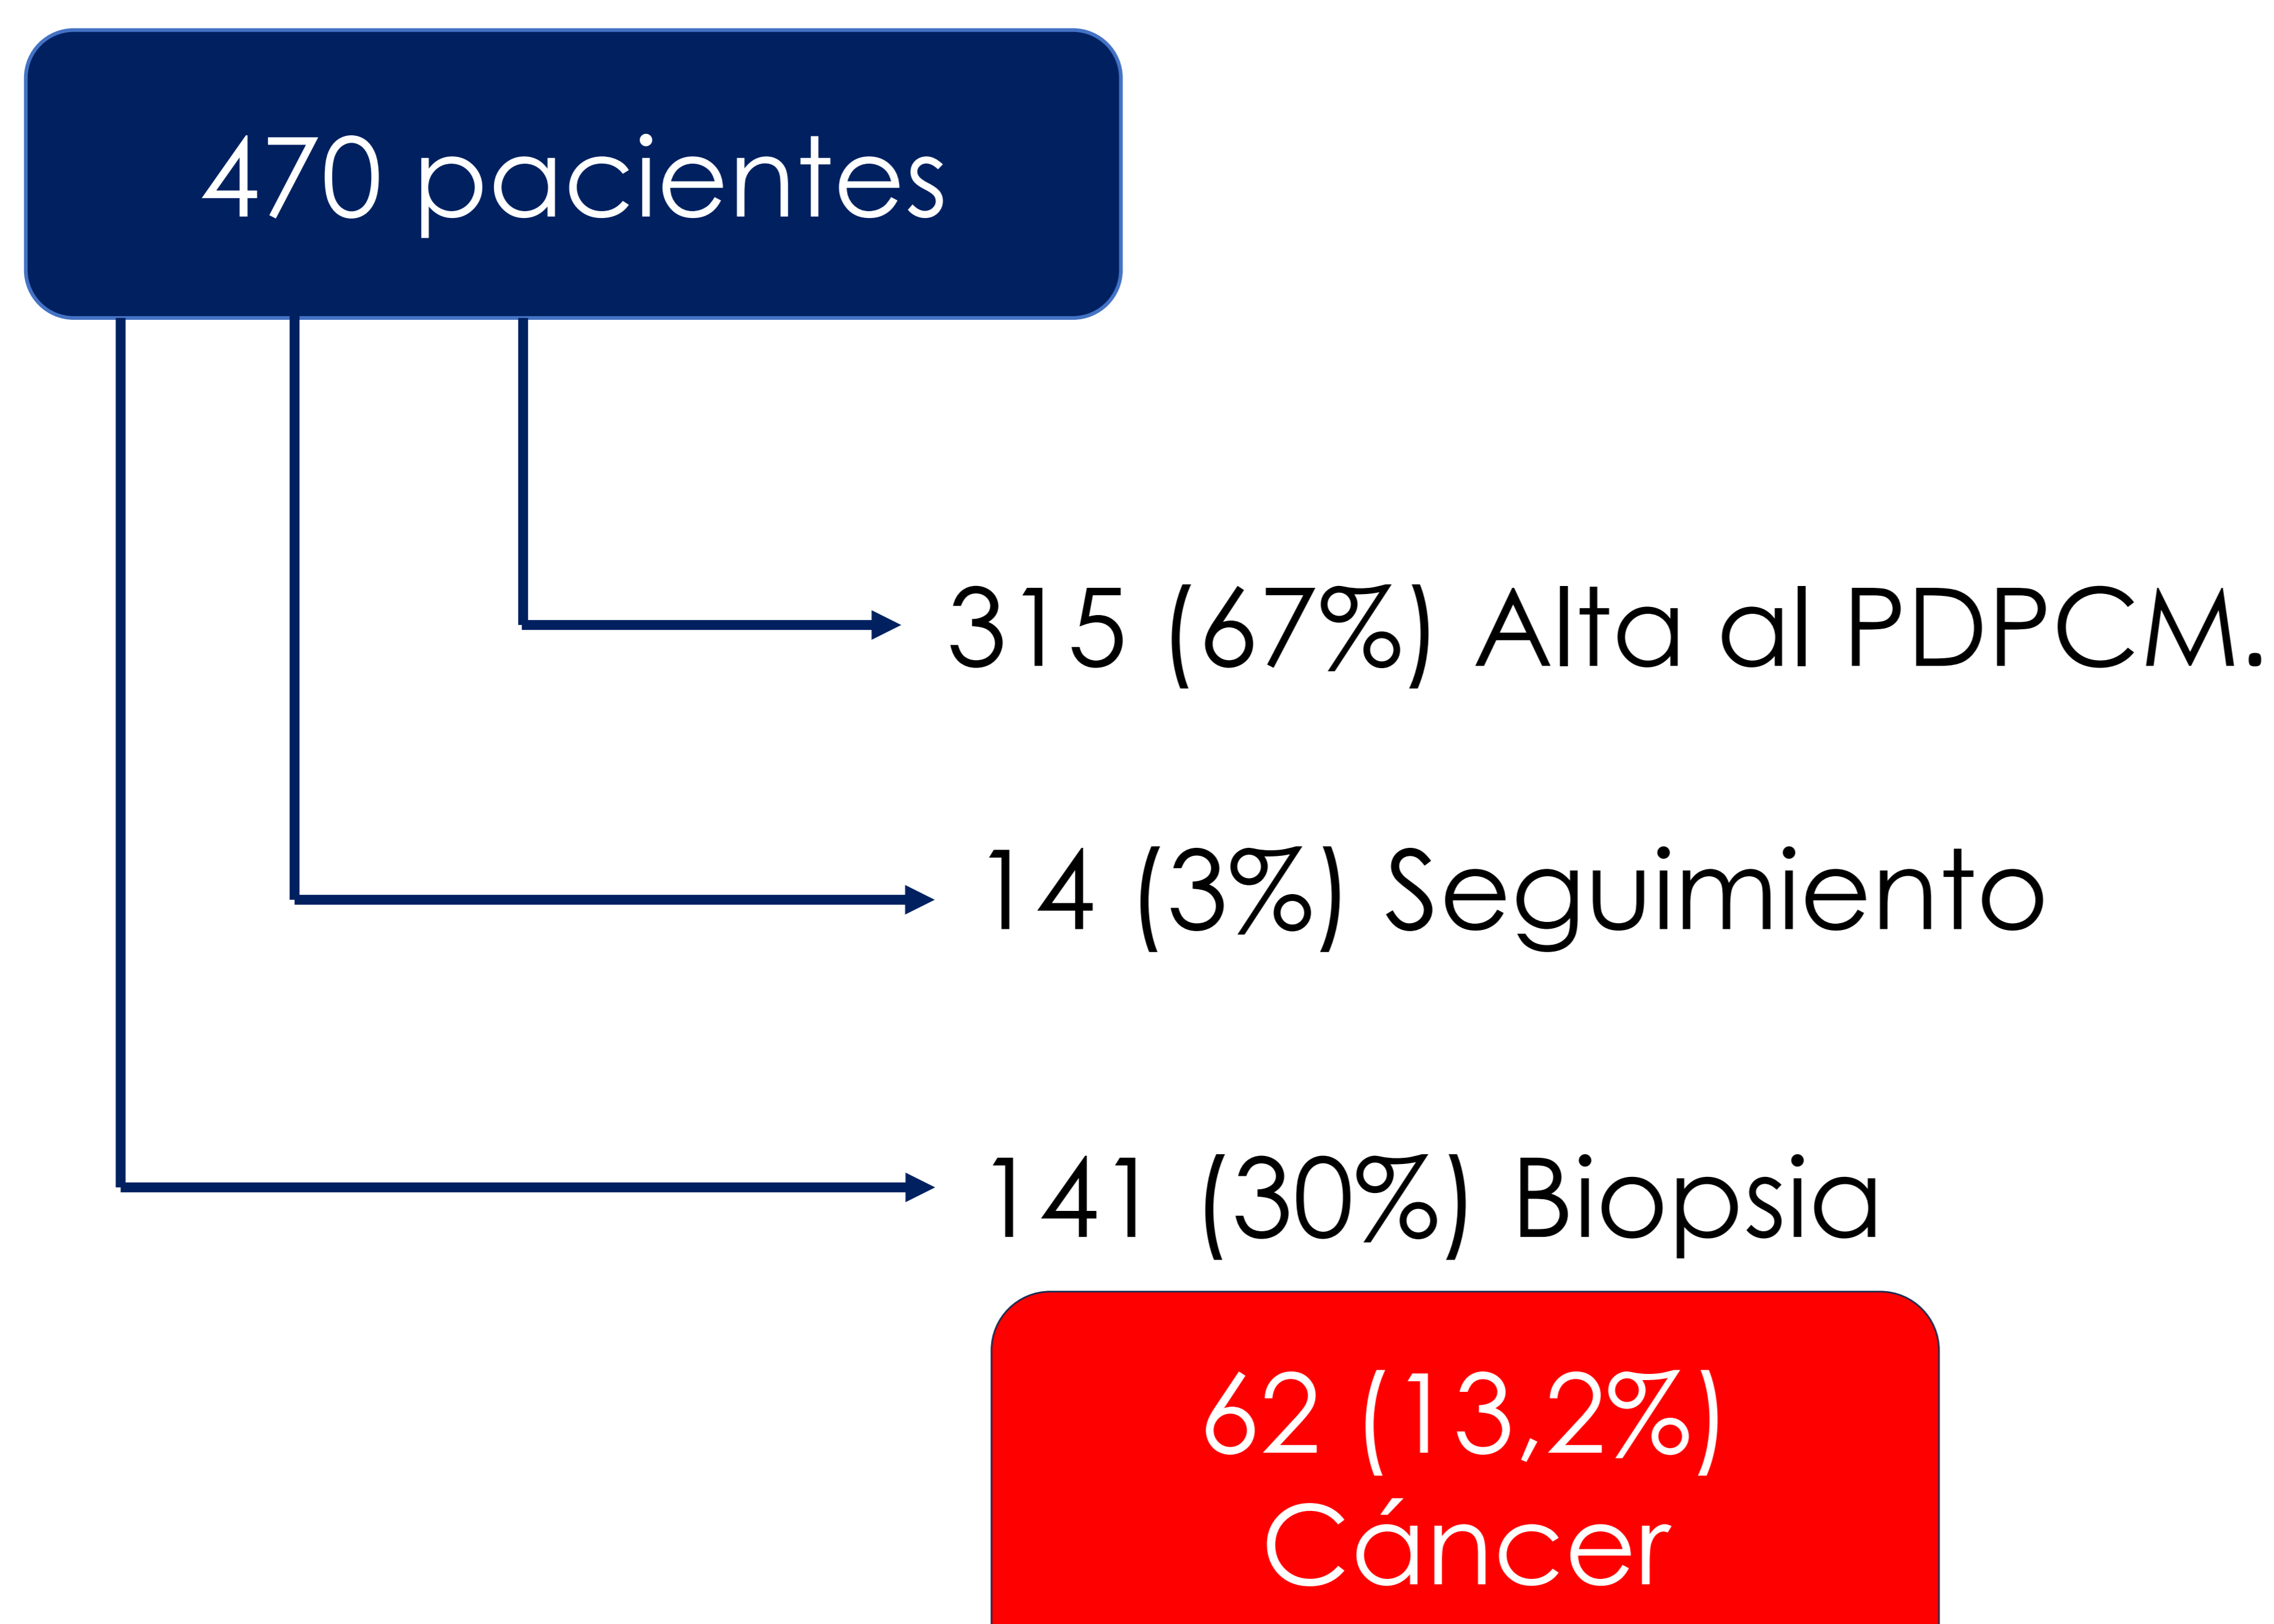 470 pacientes
315 (67%) Alta al PDPCM.
14 (3%) Seguimiento
141 (30%) Biopsia
62 (13,2%)
Cáncer